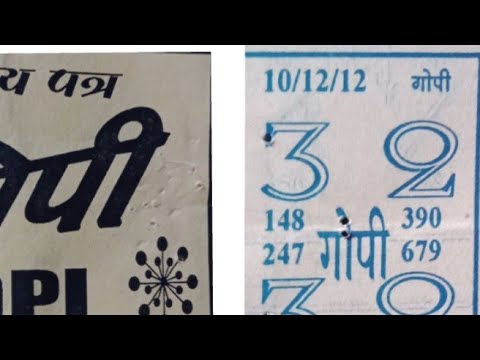 य पत्र
पी
10/12/12 गोपी
3 2
148 390
247 गोपी 679